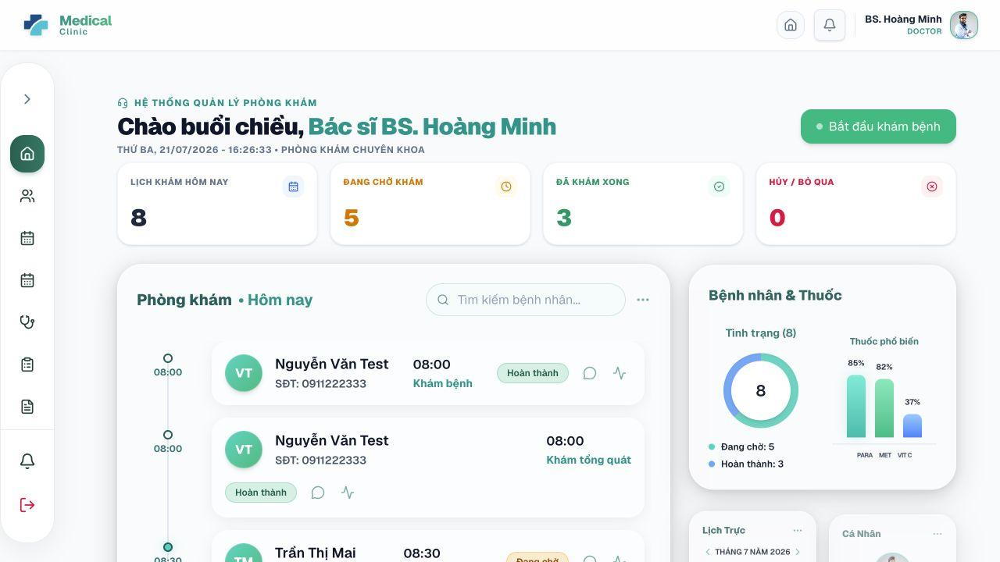 Medical
Clinic
BS. Hoàng Minh
DOCTOR
HỆ THỐNG QUẢN LÝ PHÒNG KHÁM
Chào buổi chiều, Bác sĩ BS. Hoàng Minh
THỨ BA, 21/07/2026 - 16:26:33 • PHÒNG KHÁM CHUYÊN KHOA
Bắt đầu khám bệnh
LỊCH KHÁM HÔM NAY
8
ĐANG CHỜ KHÁM
5
ĐÃ KHÁM XONG
3
HỦY / BỎ QUA
0
Phòng khám • Hôm nay
Tìm kiếm bệnh nhân...
08:00
VT
Nguyễn Văn Test
SĐT: 0911222333
08:00
Khám bệnh
Hoàn thành
08:00
VT
Nguyễn Văn Test
SĐT: 0911222333
08:00
Khám tổng quát
Hoàn thành
08:30
TM
Trần Thị Mai
08:30
Đang chờ
Bệnh nhân & Thuốc
Tình trạng (8)
8
Đang chờ: 5
Hoàn thành: 3
Thuốc phổ biến
85%
82%
37%
PARA MET VIT C
Lịch Trực
THÁNG 7 NĂM 2026
Cá Nhân